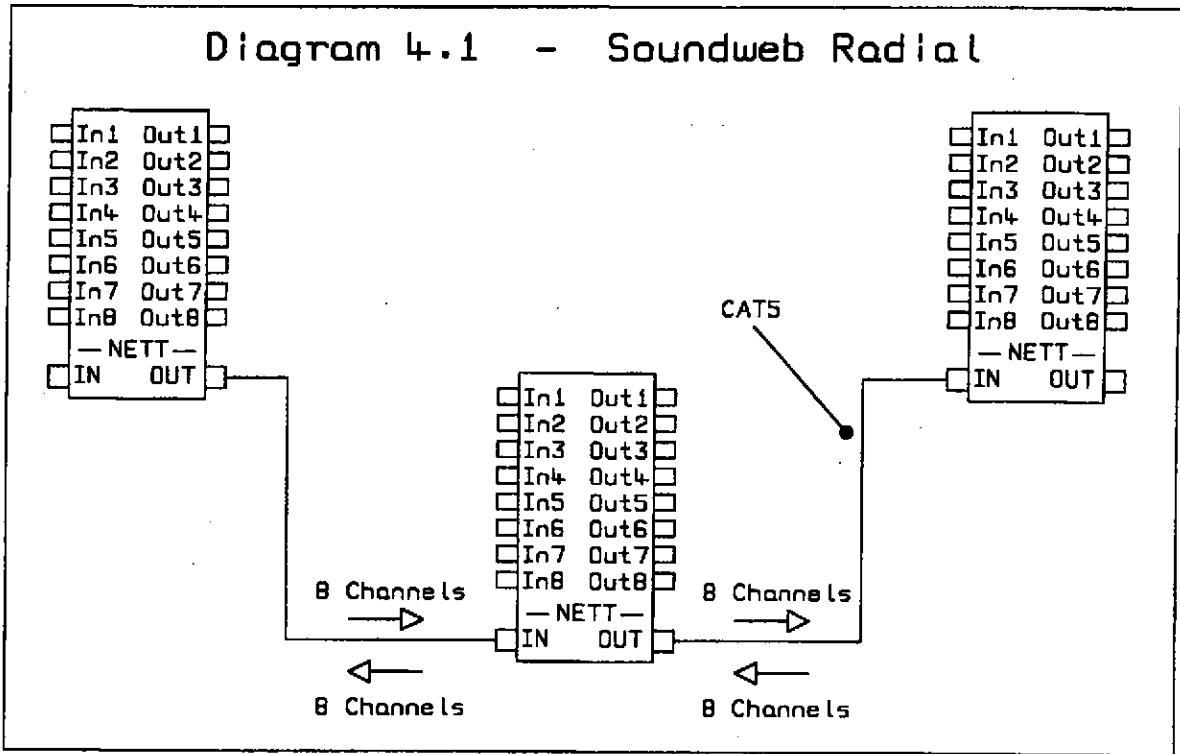 Diagram 4.1 - Soundweb Radial
In1 Out1
In2 Out2
In3 Out3
In4 Out4
In5 Out5
In6 Out6
In7 Out7
In8 Out8
NETT
IN OUT
In1 Out1
In2 Out2
In3 Out3
In4 Out4
In5 Out5
In6 Out6
In7 Out7
In8 Out8
NETT
IN OUT
CAT5
In1 Out1
In2 Out2
In3 Out3
In4 Out4
In5 Out5
In6 Out6
In7 Out7
In8 Out8
NETT
IN OUT
8 Channels
8 Channels
8 Channels
8 Channels